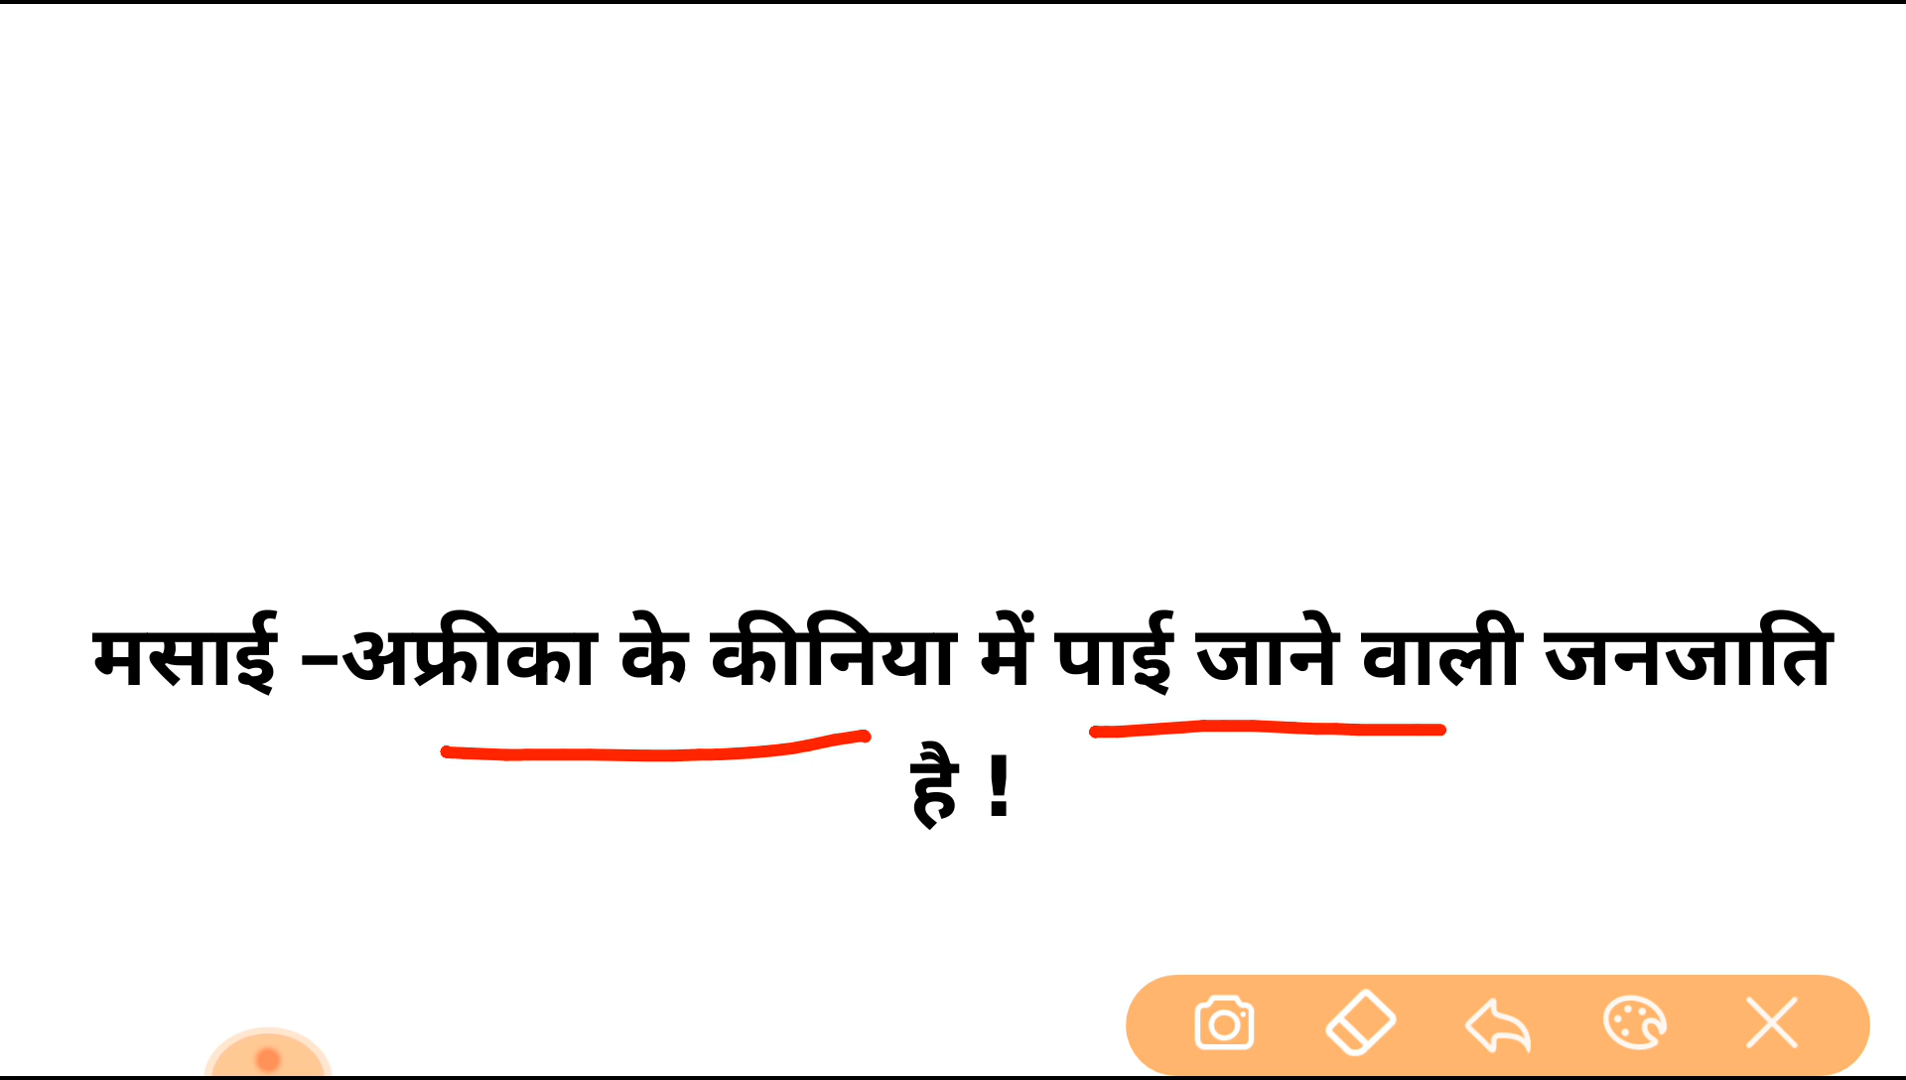 मसाई –अफ्रीका के कीनिया में पाई जाने वाली जनजाति
है !